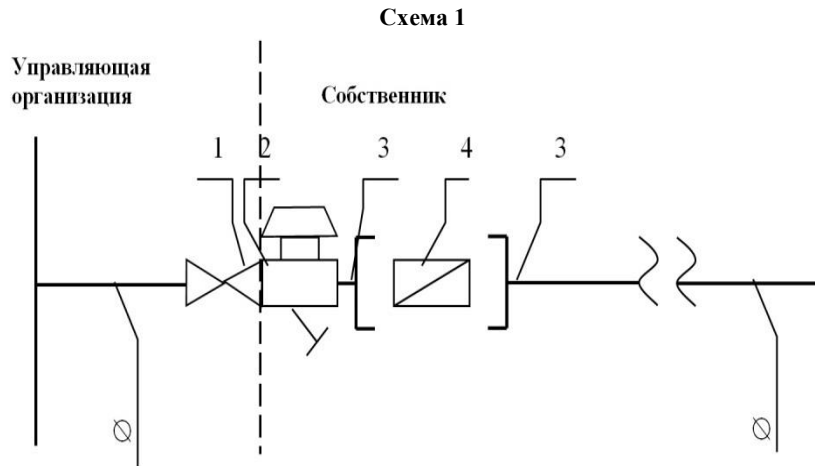 Схема 1
Управляющая
организация
Собственник
1 2 3 4 3
∅ ∅